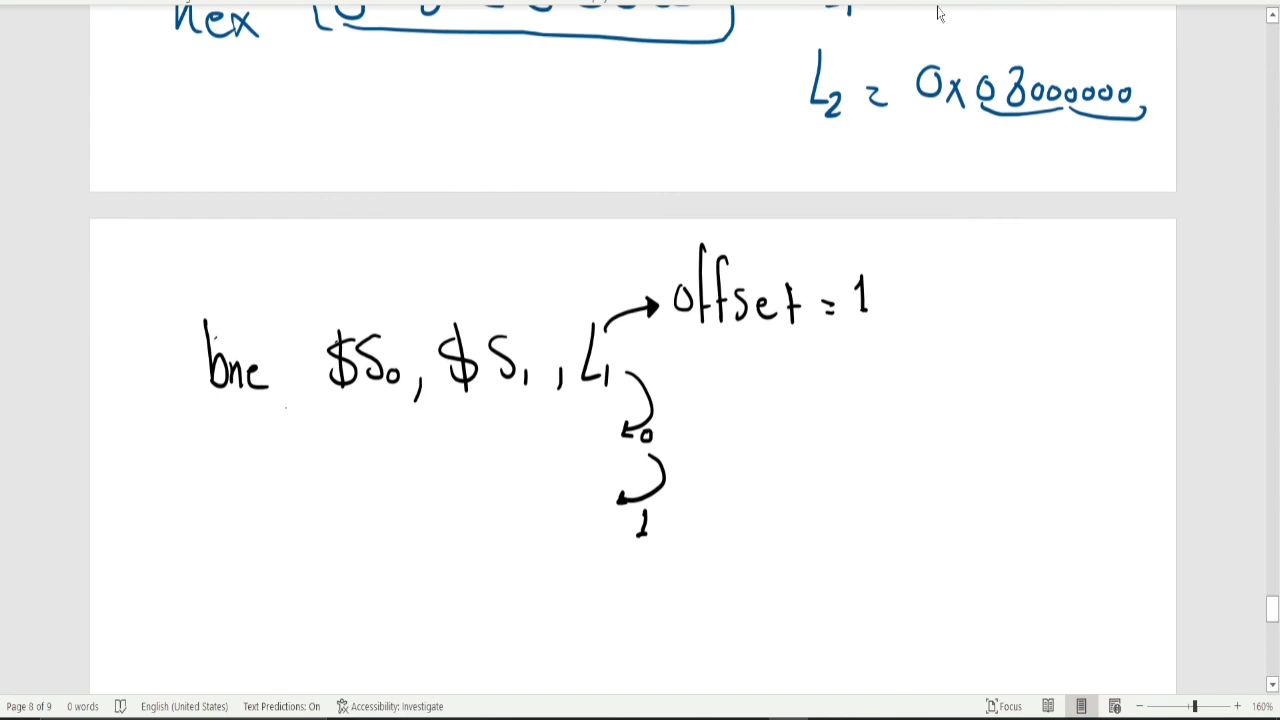 hex
L2 = 0x08000000,
offset = 1
bne $S0, $S1, L1
0
1
Page 8 of 9 0 words English (United States) Text Predictions: On Accessibility: Investigate Focus 160%